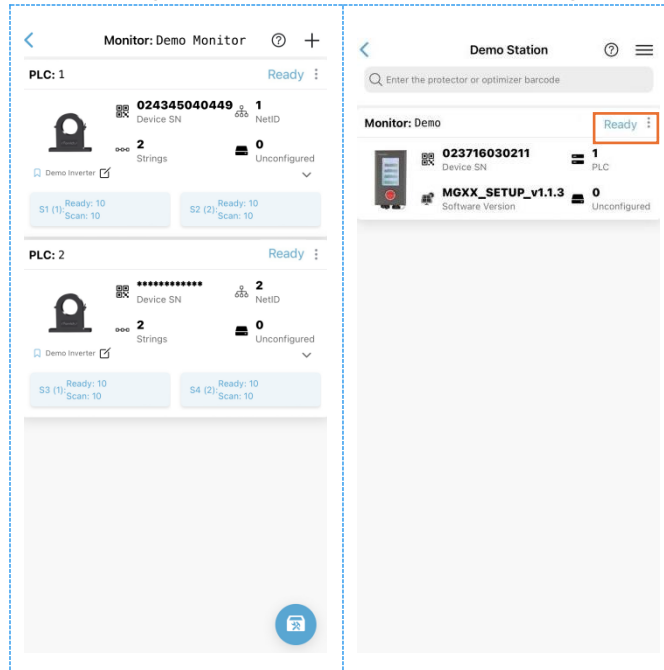 Monitor: Demo Monitor
PLC: 1
Ready
024345040449
Device SN
1
NetID
2
Strings
0
Unconfigured
Demo Inverter
S1 (1):
Ready: 10
Scan: 10
S2 (2):
Ready: 10
Scan: 10
PLC: 2
Ready
************
Device SN
2
NetID
2
Strings
0
Unconfigured
Demo Inverter
S3 (1):
Ready: 10
Scan: 10
S4 (2):
Ready: 10
Scan: 10
Demo Station
Enter the protector or optimizer barcode
Monitor: Demo
Ready
023716030211
Device SN
1
PLC
MGXX_SETUP_v1.1.3
Software Version
0
Unconfigured